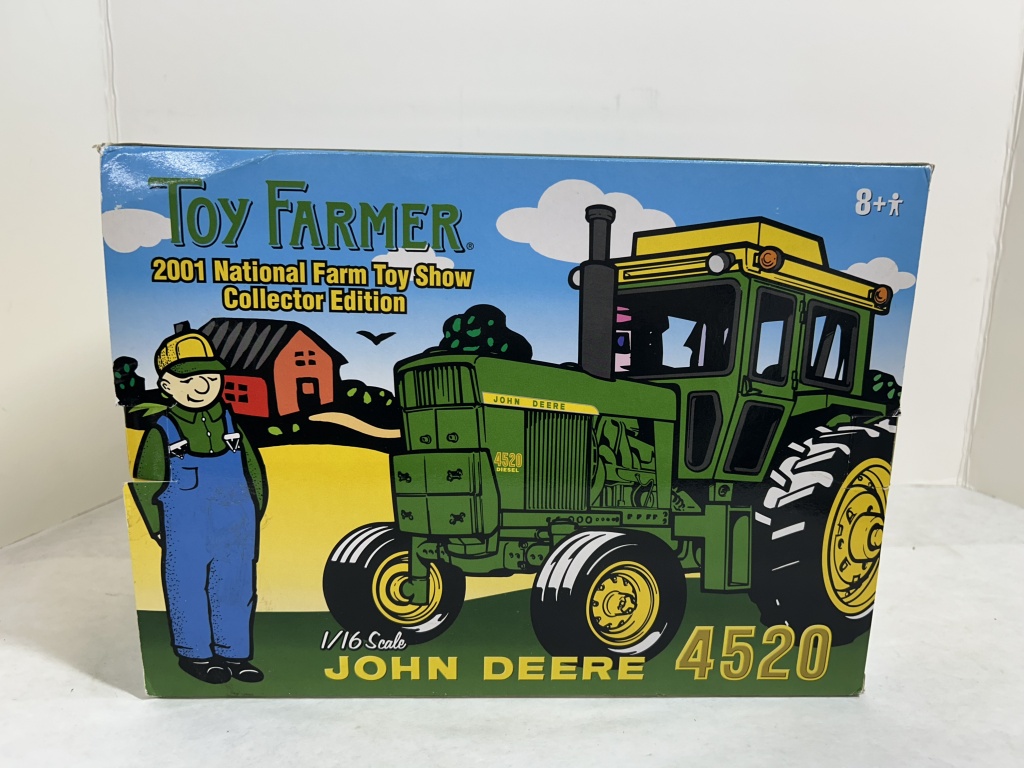 TOY FARMER®
2001 National Farm Toy Show
Collector Edition
8+
JOHN DEERE
4520
DIESEL
1/16 Scale
JOHN DEERE 4520